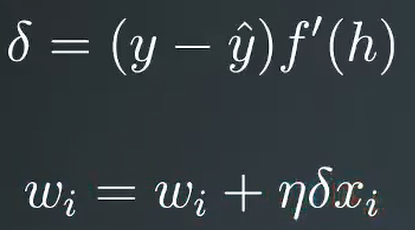 δ = (y − ŷ)f′(h)
wᵢ = wᵢ + ηδxᵢ